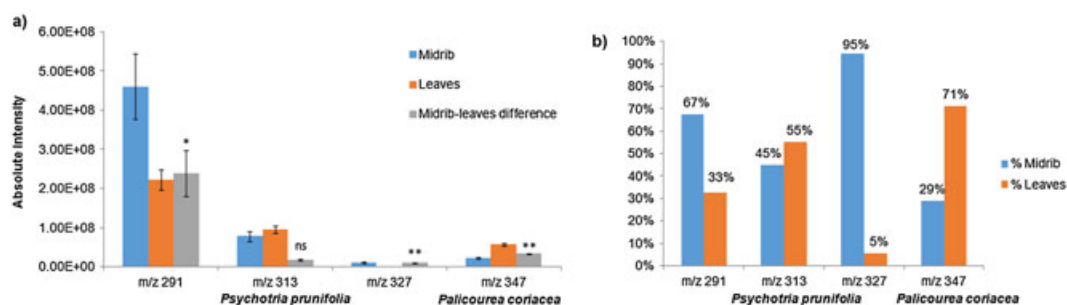 a)
6.00E+08
5.00E+08
4.00E+08
3.00E+08
2.00E+08
1.00E+08
0.00E+00
Absolute Intensity
Midrib
Leaves
Midrib-leaves difference
*
ns
**
**
m/z 291 m/z 313 m/z 327 m/z 347
Psychotria prunifolia Palicourea coriacea
b)
100%
90%
80%
70%
60%
50%
40%
30%
20%
10%
0%
67%
33%
45%
55%
95%
5%
29%
71%
% Midrib
% Leaves
m/z 291 m/z 313 m/z 327 m/z 347
Psychotria prunifolia Palicourea coriacea